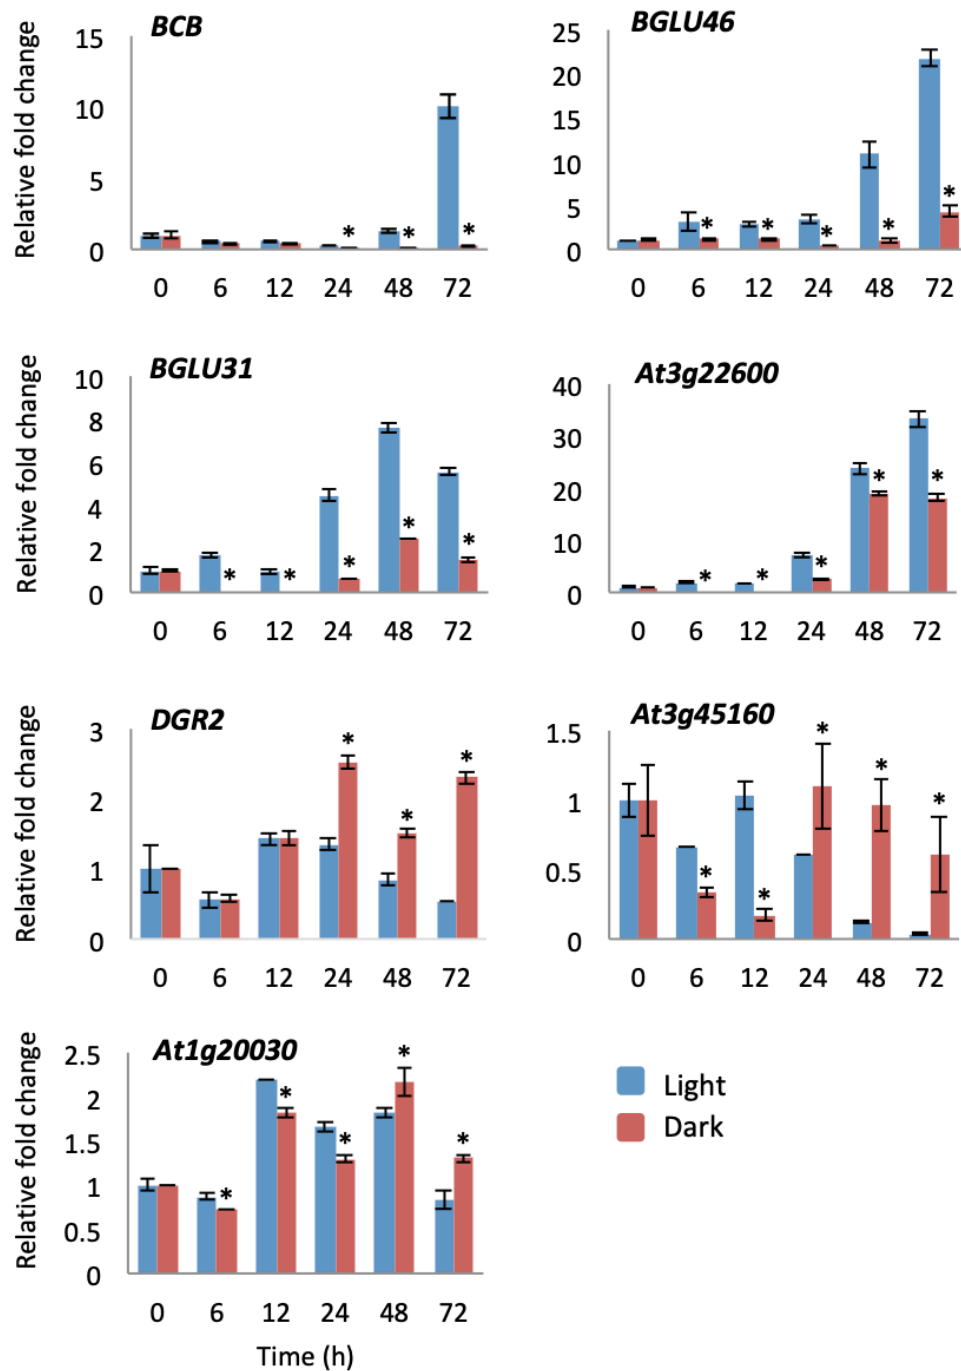 BCB
Relative fold change
15
10
5
0
* * *
0 6 12 24 48 72
BGLU46
25
20
15
10
5
0
* * * * *
0 6 12 24 48 72
BGLU31
Relative fold change
10
8
6
4
2
0
* * * * *
0 6 12 24 48 72
At3g22600
40
30
20
10
0
* * * * *
0 6 12 24 48 72
DGR2
Relative fold change
3
2
1
0
* * *
0 6 12 24 48 72
At3g45160
1.5
1
0.5
0
* * * * *
0 6 12 24 48 72
At1g20030
Relative fold change
2.5
2
1.5
1
0.5
0
* * * * *
0 6 12 24 48 72
Time (h)
Light
Dark